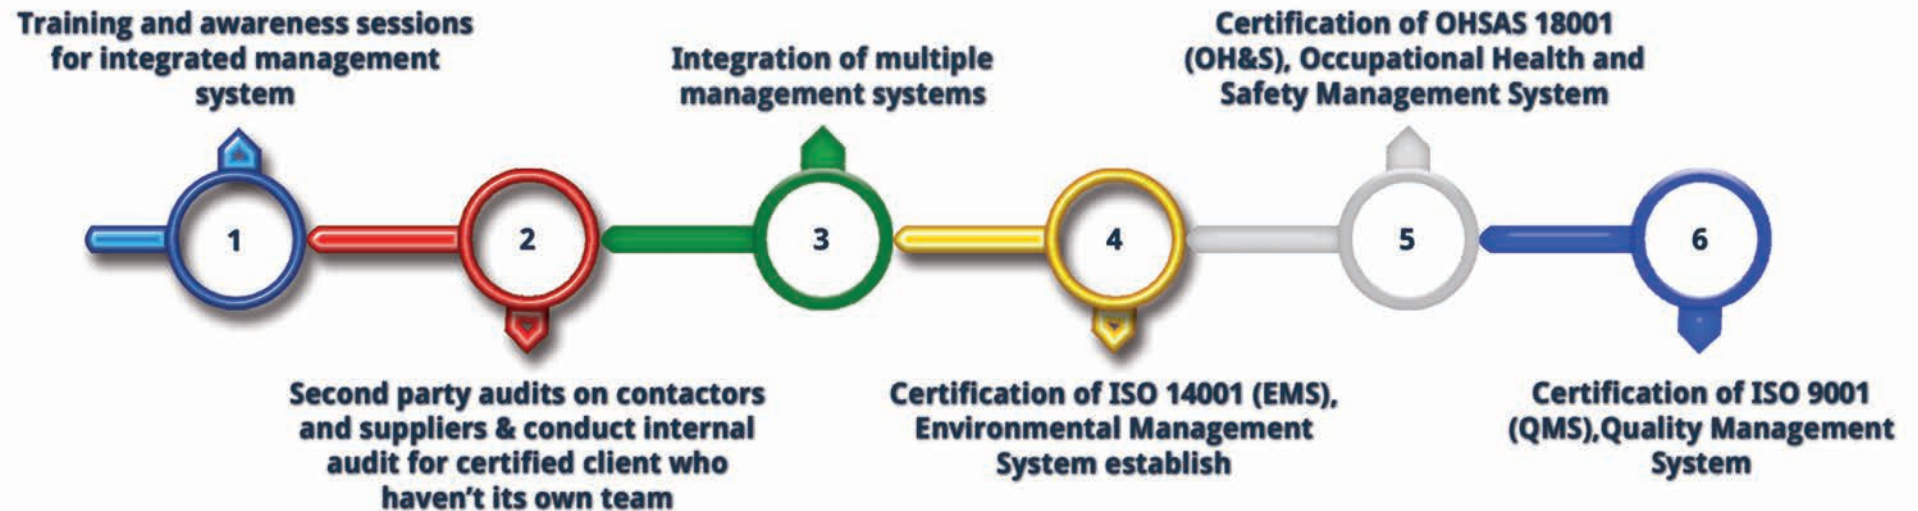 Training and awareness sessions
for integrated management
system
Integration of multiple
management systems
Certification of OHSAS 18001
(OH&S), Occupational Health and
Safety Management System
1
2
3
4
5
6
Second party audits on contactors
and suppliers & conduct internal
audit for certified client who
haven't its own team
Certification of ISO 14001 (EMS),
Environmental Management
System establish
Certification of ISO 9001
(QMS),Quality Management
System